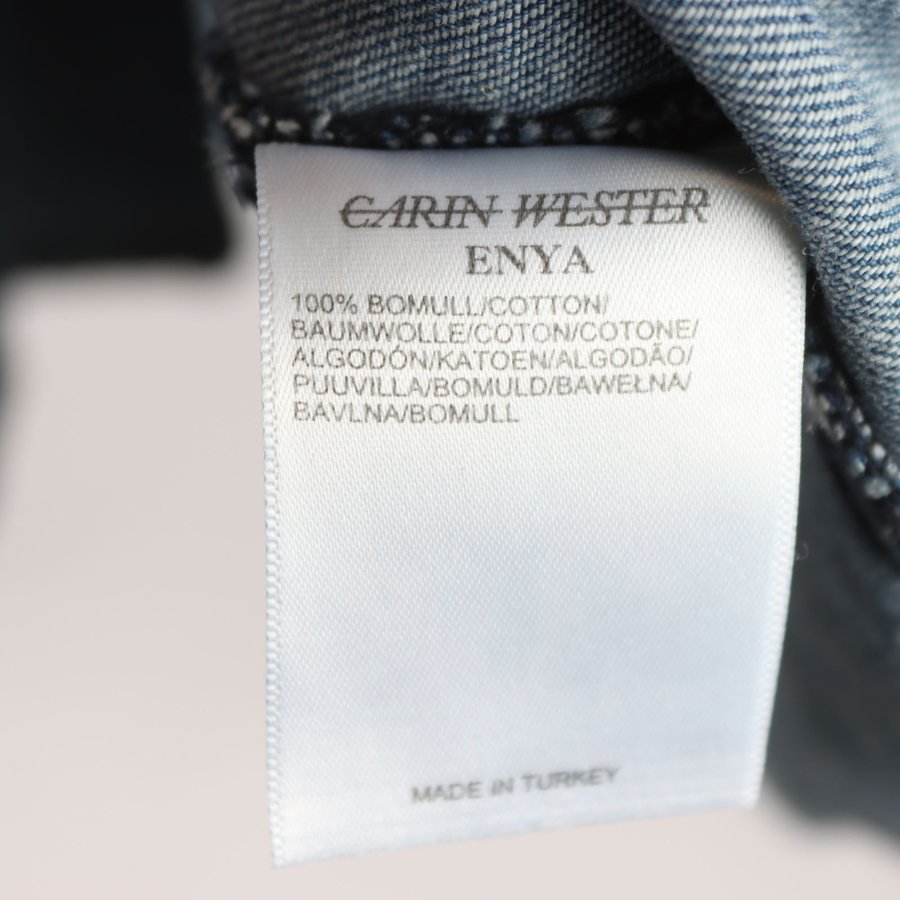 CARIN WESTER
ENYA
100% BOMULL/COTTON/
BAUMWOLLE/COTON/COTONE/
ALGODÓN/KATOEN/ALGODÃO/
PUUVILLA/BOMULD/BAWEŁNA/
BAVLNA/BOMULL
MADE IN TURKEY